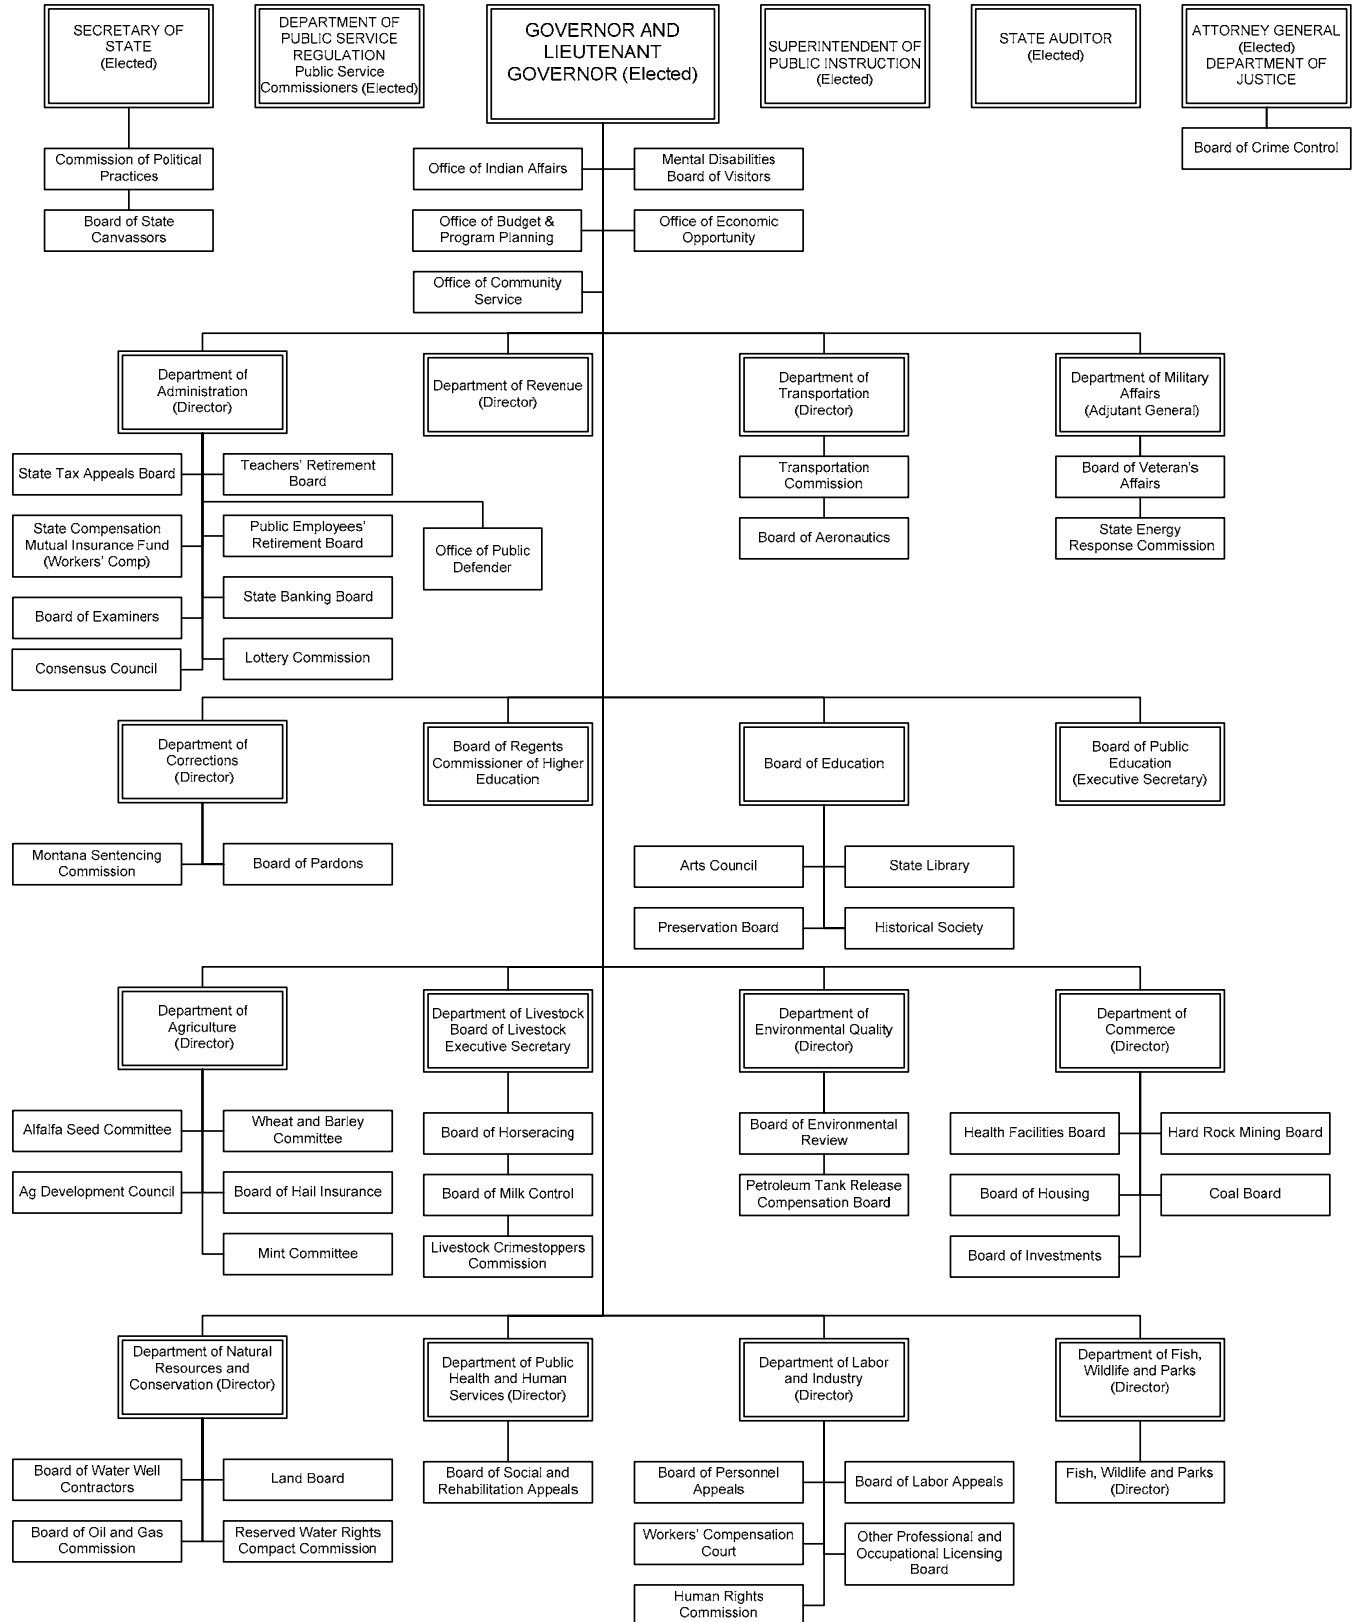 SECRETARY OF
STATE
(Elected)
DEPARTMENT OF
PUBLIC SERVICE
REGULATION
Public Service
Commissioners (Elected)
GOVERNOR AND
LIEUTENANT
GOVERNOR (Elected)
SUPERINTENDENT OF
PUBLIC INSTRUCTION
(Elected)
STATE AUDITOR
(Elected)
ATTORNEY GENERAL
(Elected)
DEPARTMENT OF
JUSTICE
Commission of Political
Practices
Board of State
Canvassors
Office of Indian Affairs
Mental Disabilities
Board of Visitors
Office of Budget &
Program Planning
Office of Economic
Opportunity
Office of Community
Service
Board of Crime Control
Department of
Administration
(Director)
Department of Revenue
(Director)
Department of
Transportation
(Director)
Department of Military
Affairs
(Adjutant General)
State Tax Appeals Board
Teachers' Retirement
Board
State Compensation
Mutual Insurance Fund
(Workers' Comp)
Public Employees'
Retirement Board
Office of Public
Defender
Board of Examiners
State Banking Board
Consensus Council
Lottery Commission
Transportation
Commission
Board of Aeronautics
Board of Veteran's
Affairs
State Energy
Response Commission
Department of
Corrections
(Director)
Board of Regents
Commissioner of Higher
Education
Board of Education
Board of Public
Education
(Executive Secretary)
Montana Sentencing
Commission
Board of Pardons
Arts Council
State Library
Preservation Board
Historical Society
Department of
Agriculture
(Director)
Department of Livestock
Board of Livestock
Executive Secretary
Department of
Environmental Quality
(Director)
Department of
Commerce
(Director)
Alfalfa Seed Committee
Wheat and Barley
Committee
Ag Development Council
Board of Hail Insurance
Mint Committee
Board of Horseracing
Board of Milk Control
Livestock Crimestoppers
Commission
Board of Environmental
Review
Petroleum Tank Release
Compensation Board
Health Facilities Board
Hard Rock Mining Board
Board of Housing
Coal Board
Board of Investments
Department of Natural
Resources and
Conservation (Director)
Department of Public
Health and Human
Services (Director)
Department of Labor
and Industry
(Director)
Department of Fish,
Wildlife and Parks
(Director)
Board of Water Well
Contractors
Land Board
Board of Oil and Gas
Commission
Reserved Water Rights
Compact Commission
Board of Social and
Rehabilitation Appeals
Board of Personnel
Appeals
Board of Labor Appeals
Workers' Compensation
Court
Other Professional and
Occupational Licensing
Board
Human Rights
Commission
Fish, Wildlife and Parks
(Director)